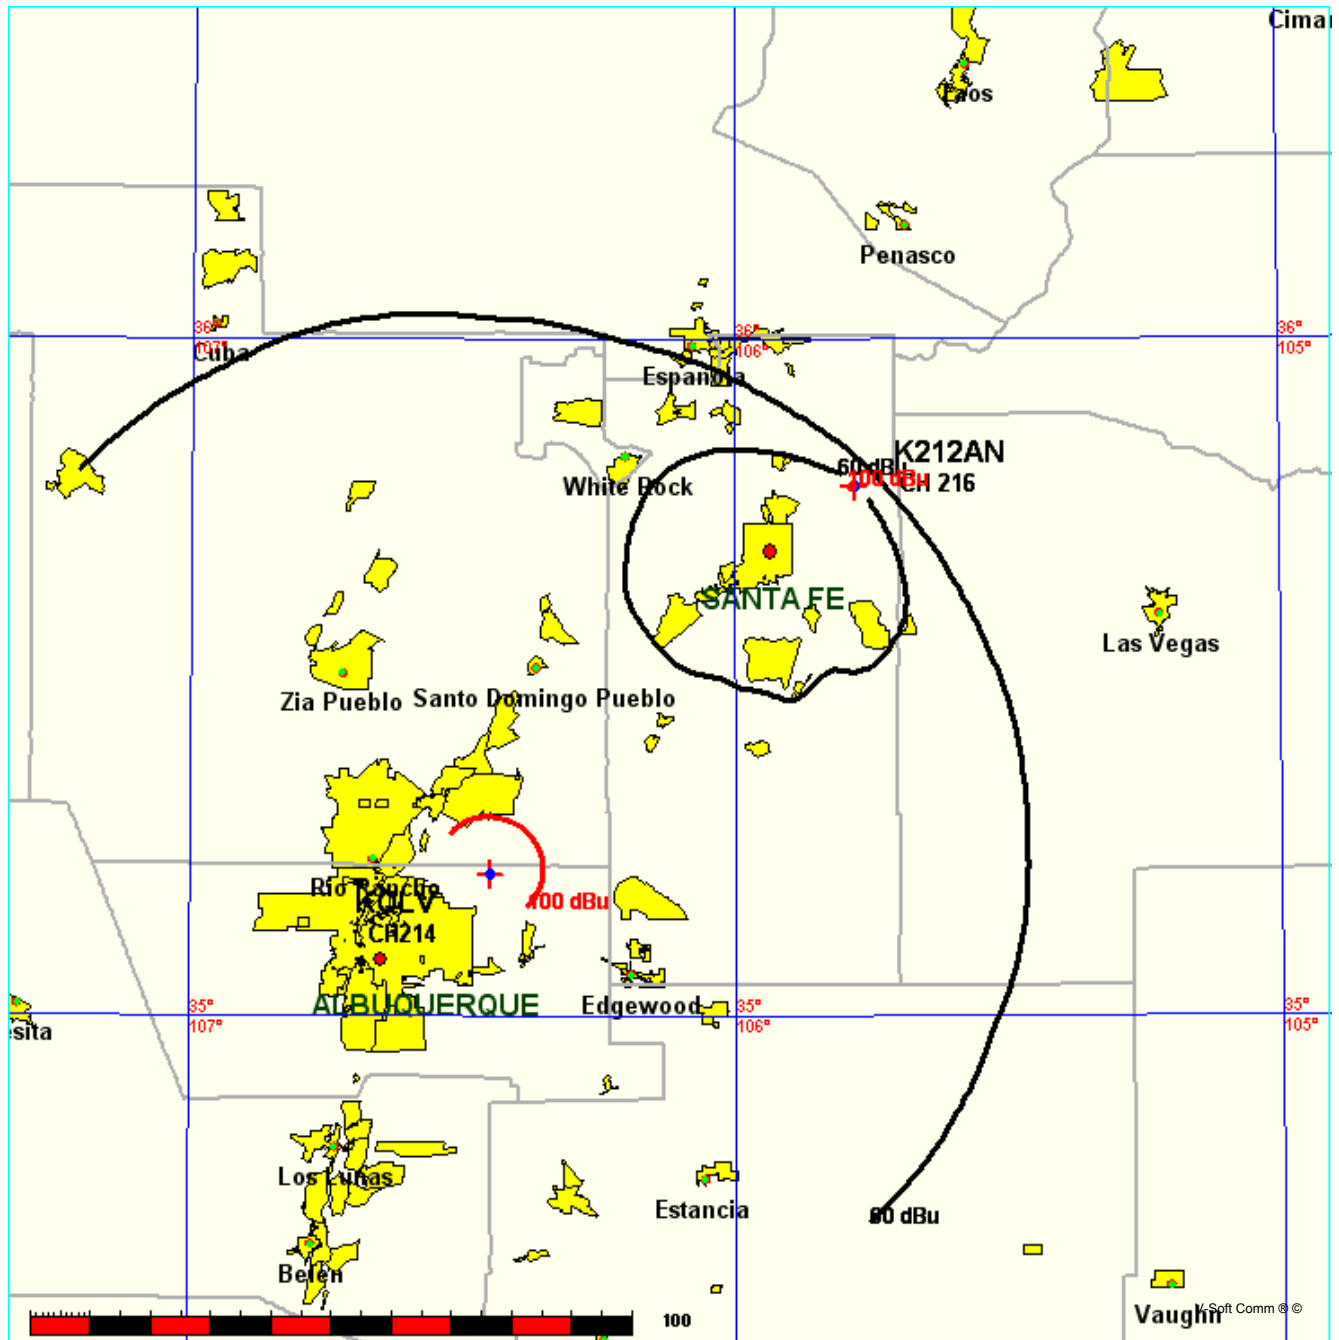 Cimar
Taos
Penasco
36°
107°
Cuba
36°
106°
36°
105°
Espanola
K212AN
60 dBu
100 dBu
CH 216
White Rock
SANTA FE
Las Vegas
Zia Pueblo
Santo Domingo Pueblo
Rio Rancho
KQLV
100 dBu
CH214
Edgewood
ALBUQUERQUE
35°
107°
35°
106°
35°
105°
esita
Los Lunas
Estancia
60 dBu
Belen
Vaughn
V-Soft Comm ® ©
100